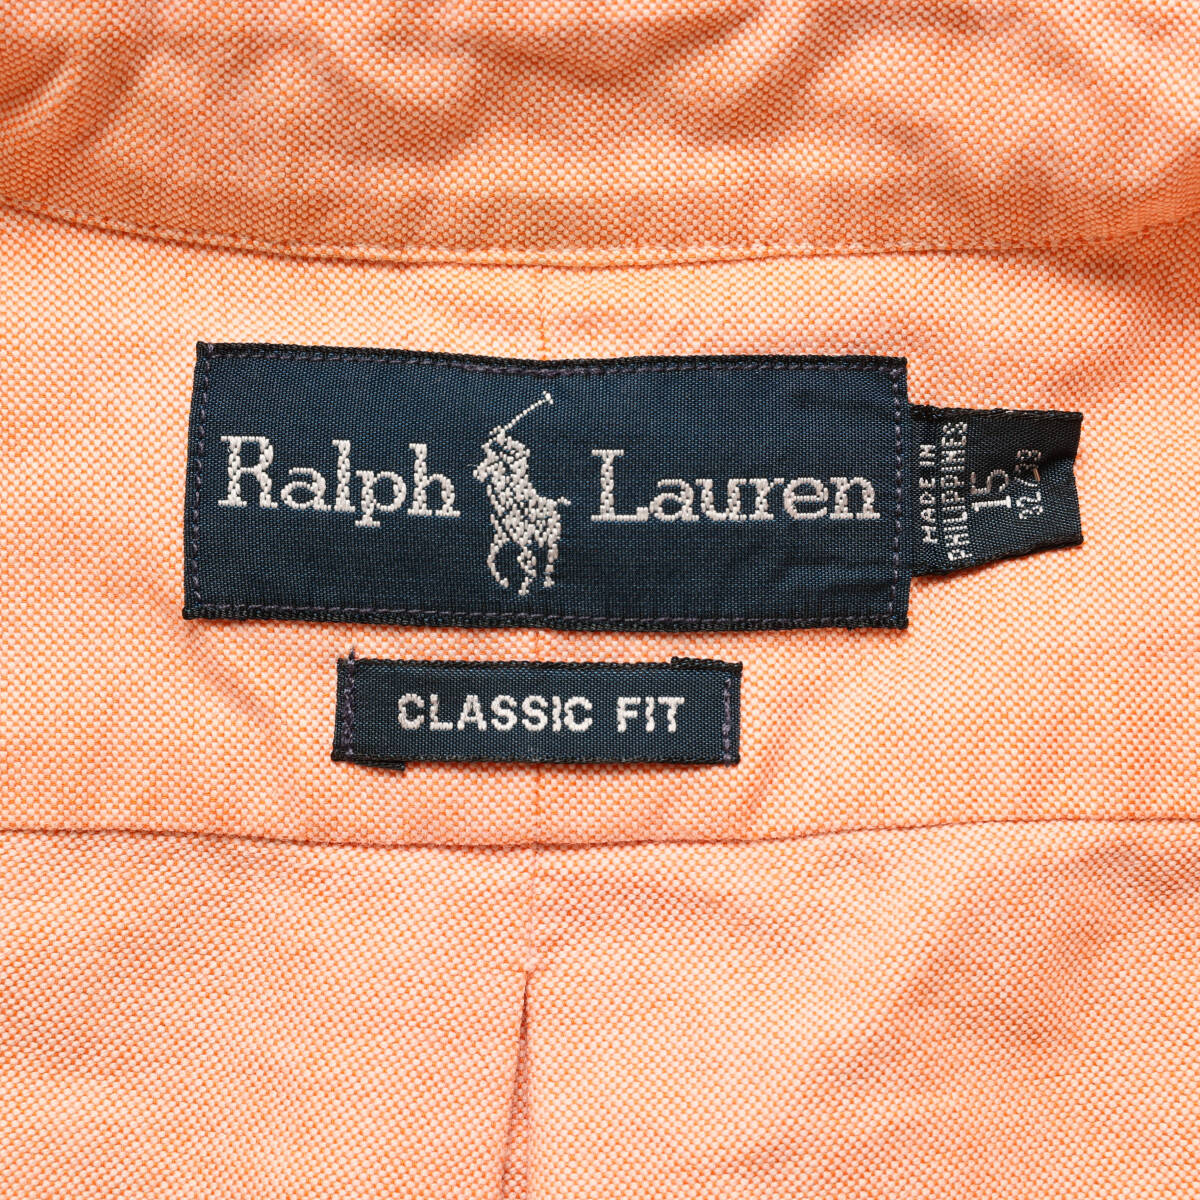 Ralph Lauren
MADE IN
PHILIPPINES
15
32/33
CLASSIC FIT